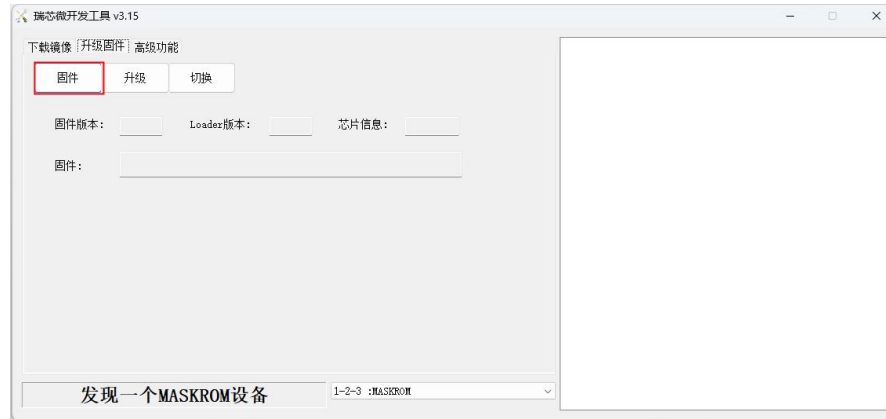 瑞芯微开发工具 v3.15
下载镜像 升级固件 高级功能
固件 升级 切换
固件版本: Loader版本: 芯片信息:
固件:
发现一个MASKROM设备 1-2-3 :MASKROM